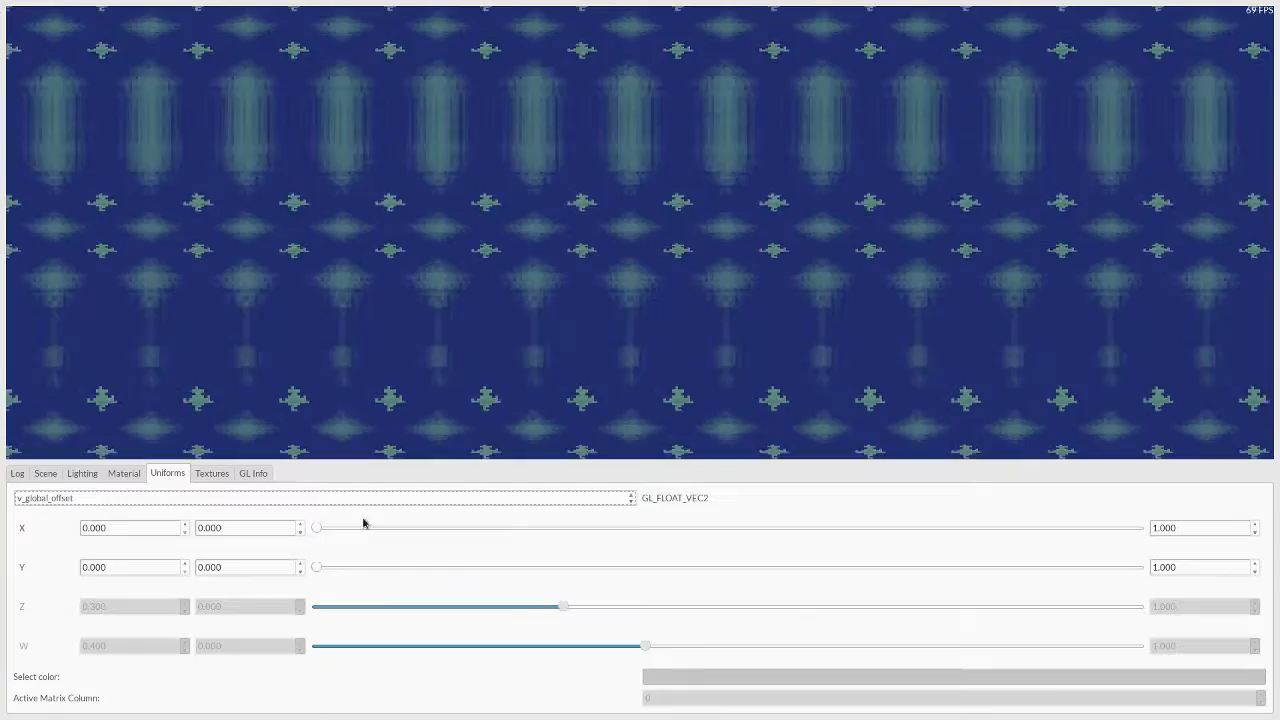 69 FPS
Log Scene Lighting Material Uniforms Textures GL Info
v_global_offset GL_FLOAT_VEC2
X 0.000 0.000 1.000
Y 0.000 0.000 1.000
Z 0.300 0.000 1.000
W 0.400 0.000 1.000
Select color:
Active Matrix Column: 0